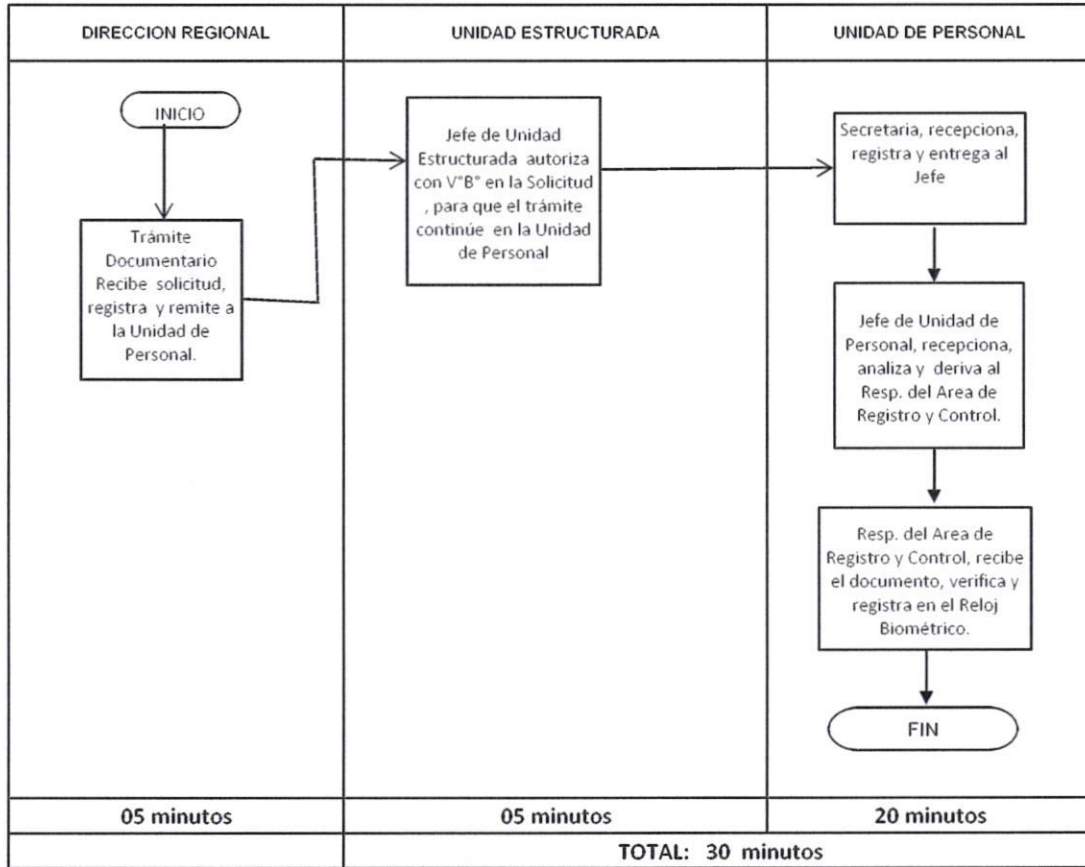 DIRECCION REGIONAL
UNIDAD ESTRUCTURADA
UNIDAD DE PERSONAL
INICIO
Trámite
Documentario
Recibe solicitud,
registra y remite a
la Unidad de
Personal.
Jefe de Unidad
Estructurada autoriza
con V°B° en la Solicitud
, para que el trámite
continúe en la Unidad
de Personal
Secretaria, recepciona,
registra y entrega al
Jefe
Jefe de Unidad de
Personal, recepciona,
analiza y deriva al
Resp. del Area de
Registro y Control.
Resp. del Area de
Registro y Control, recibe
el documento, verifica y
registra en el Reloj
Biométrico.
FIN
05 minutos
05 minutos
20 minutos
TOTAL: 30 minutos